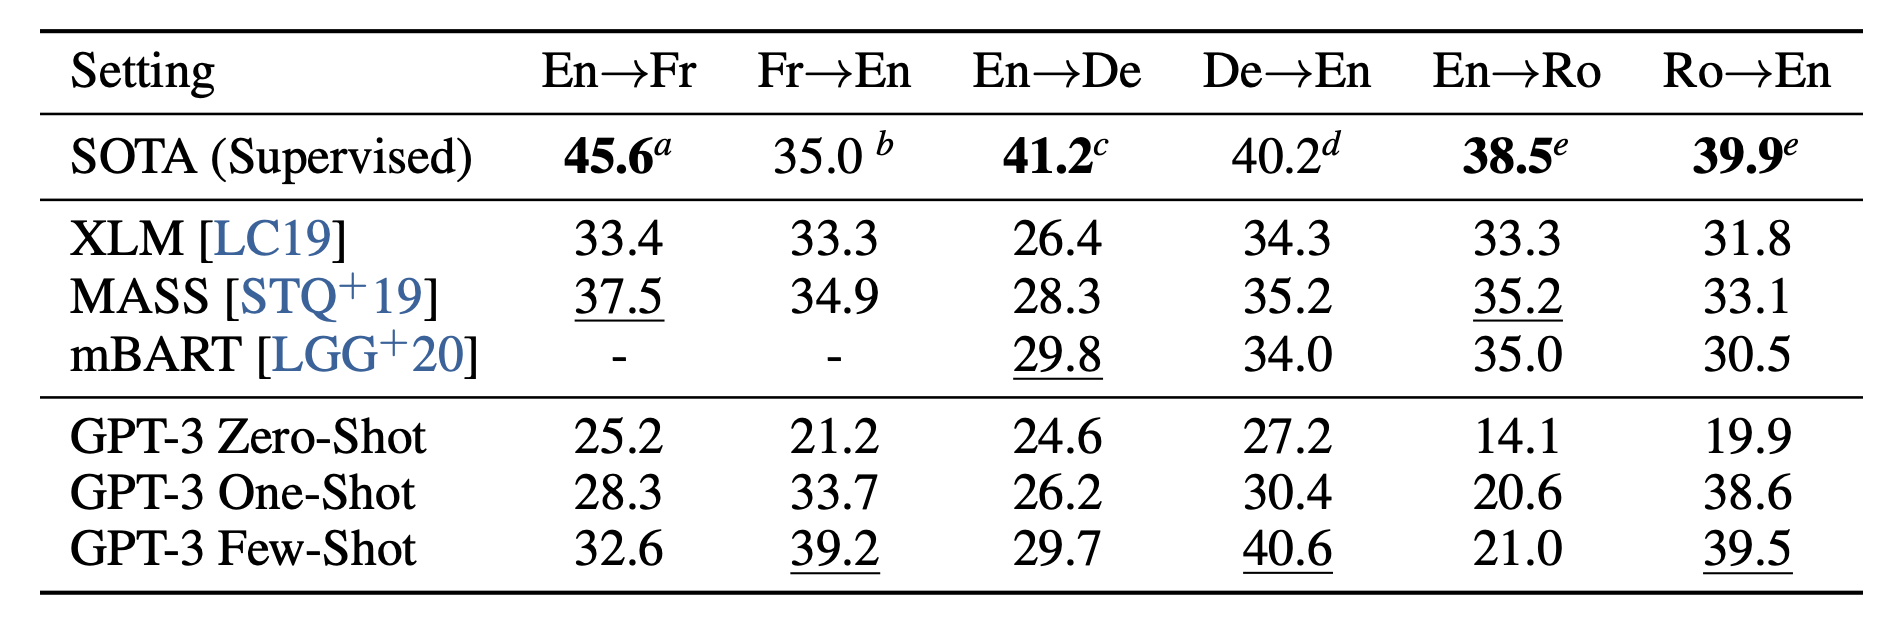 Setting En→Fr Fr→En En→De De→En En→Ro Ro→En
SOTA (Supervised) 45.6a 35.0 b 41.2c 40.2d 38.5e 39.9e
XLM [LC19] 33.4 33.3 26.4 34.3 33.3 31.8
MASS [STQ+19] 37.5 34.9 28.3 35.2 35.2 33.1
mBART [LGG+20] - - 29.8 34.0 35.0 30.5
GPT-3 Zero-Shot 25.2 21.2 24.6 27.2 14.1 19.9
GPT-3 One-Shot 28.3 33.7 26.2 30.4 20.6 38.6
GPT-3 Few-Shot 32.6 39.2 29.7 40.6 21.0 39.5